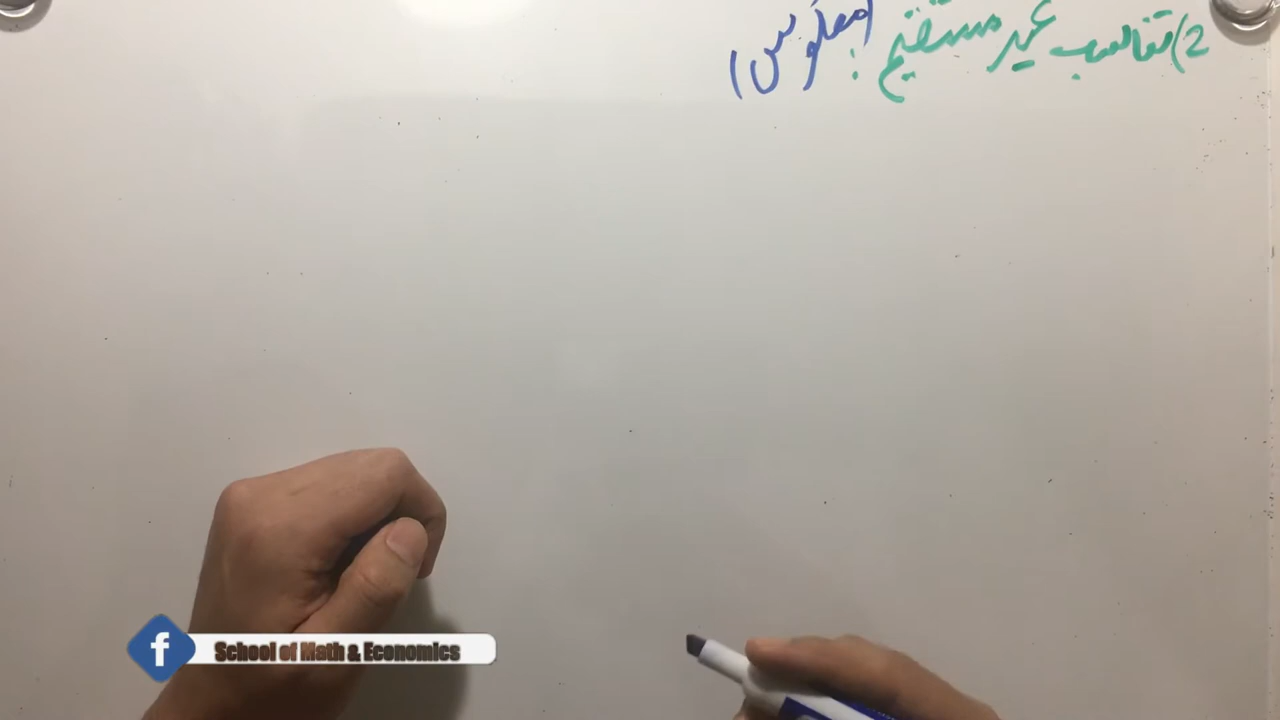 2) تناسب غیر مستقیم : (معکوس)
School of Math & Economics